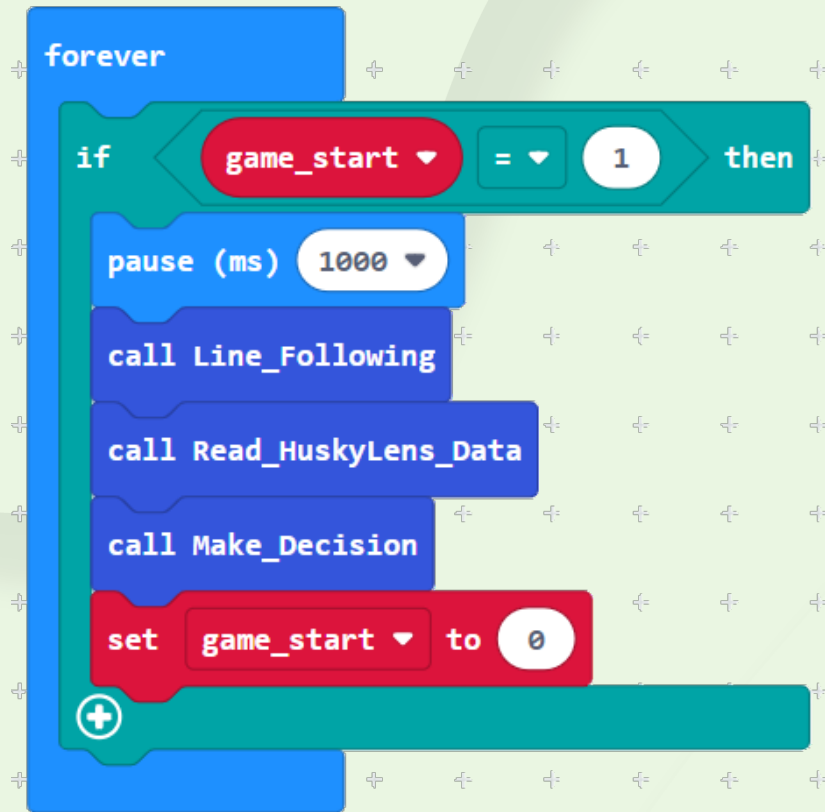 forever
if game_start = 1 then
pause (ms) 1000
call Line_Following
call Read_HuskyLens_Data
call Make_Decision
set game_start to 0